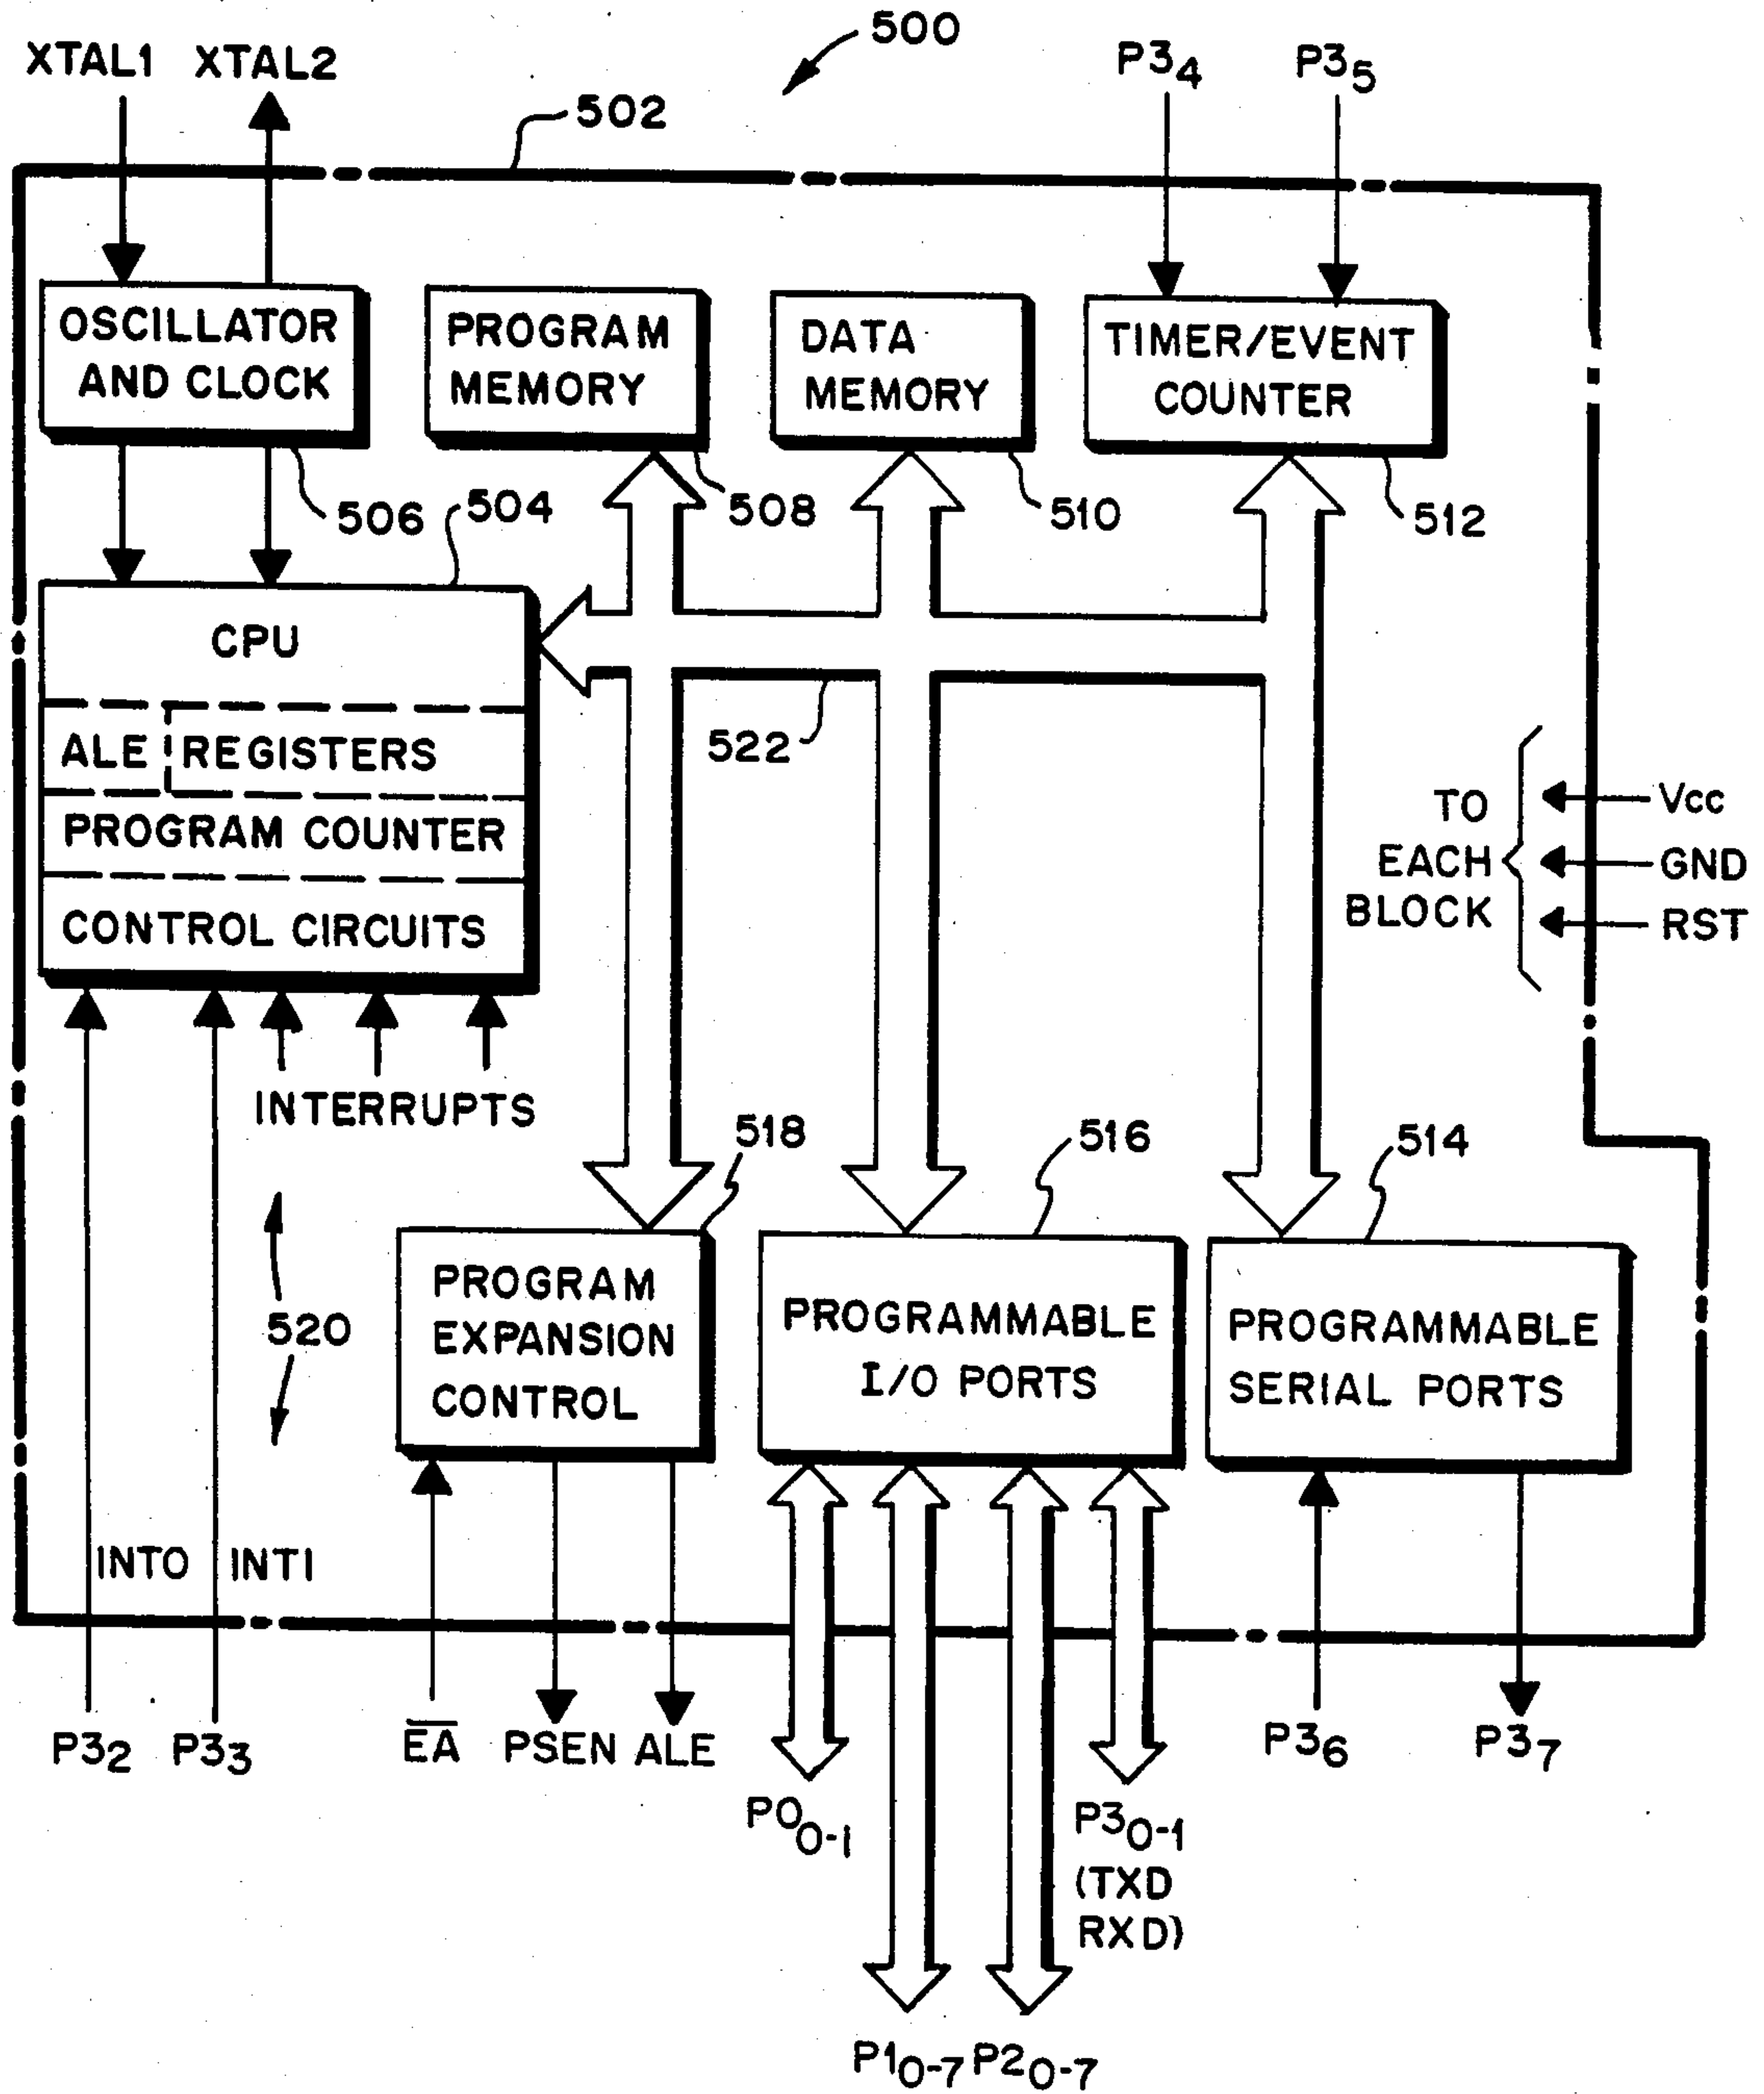 500
XTAL1 XTAL2
P34 P35
502
OSCILLATOR
AND CLOCK
PROGRAM
MEMORY
DATA
MEMORY
TIMER/EVENT
COUNTER
506
504
508
510
512
CPU
ALE REGISTERS
PROGRAM COUNTER
CONTROL CIRCUITS
522
TO
EACH
BLOCK
Vcc
GND
RST
INTERRUPTS
518
516
514
520
PROGRAM
EXPANSION
CONTROL
PROGRAMMABLE
I/O PORTS
PROGRAMMABLE
SERIAL PORTS
INTO INTI
P32 P33
E̅A̅ PSEN ALE
P36 P37
P00-1
P30-1
(TXD
RXD)
P10-7 P20-7